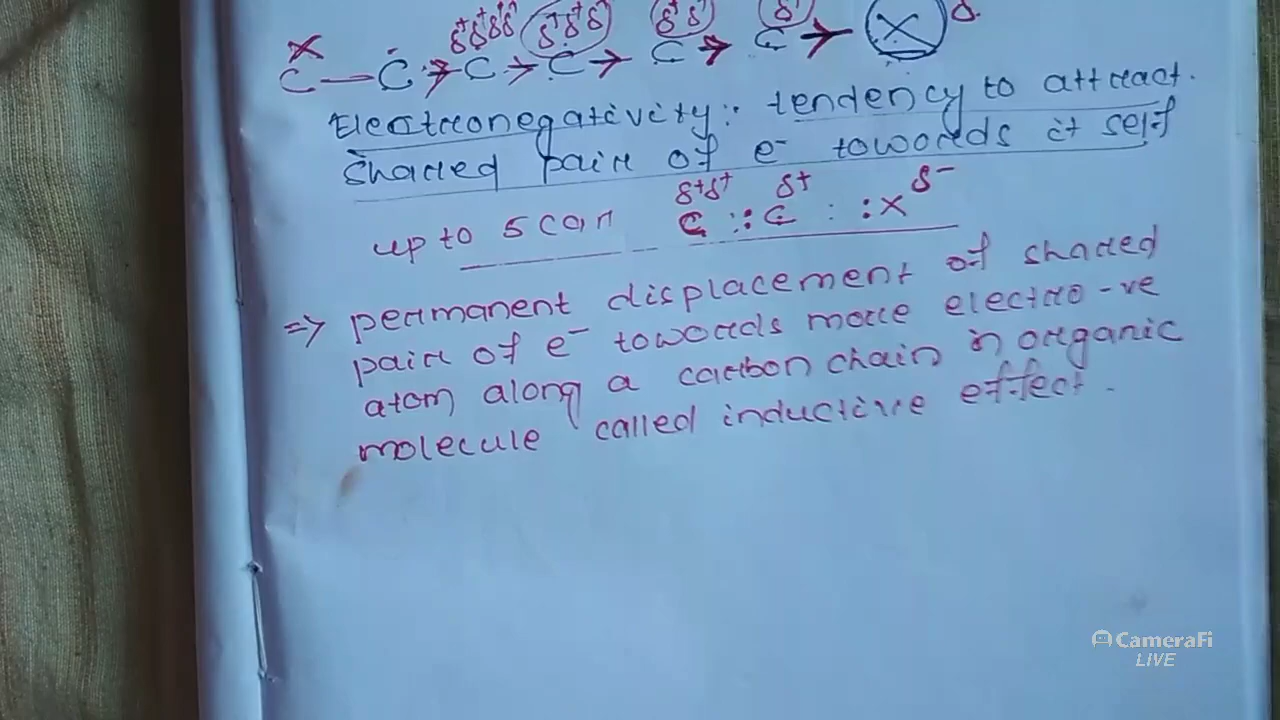 δ+δ+δ+δ+ δ+δ+δ+ δ+δ+ δ+ X δ-
C — C → C → C → C → C →
Electronegativity: tendency to attract.
shared pair of e⁻ towards it self
δ+δ+ δ+ δ-
up to 5 can C :: C : :X
=> permanent displacement of shared
pair of e⁻ towards more electro-ve
atom along a carbon chain in organic
molecule called inductive effect.
CameraFi
LIVE